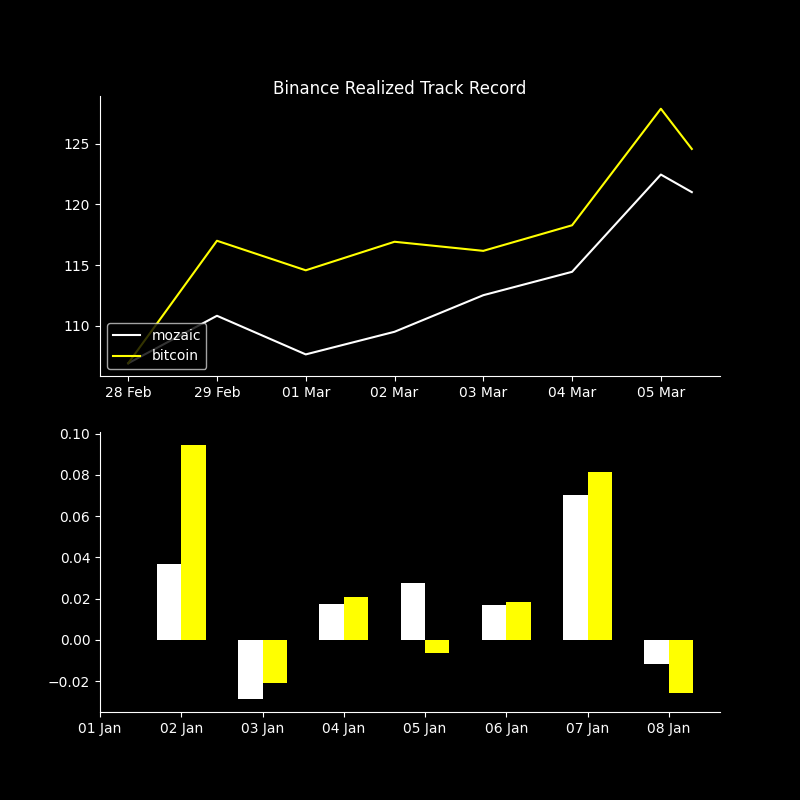 Binance Realized Track Record
125
120
115
110
mozaic
bitcoin
28 Feb 29 Feb 01 Mar 02 Mar 03 Mar 04 Mar 05 Mar
0.10
0.08
0.06
0.04
0.02
0.00
−0.02
01 Jan 02 Jan 03 Jan 04 Jan 05 Jan 06 Jan 07 Jan 08 Jan